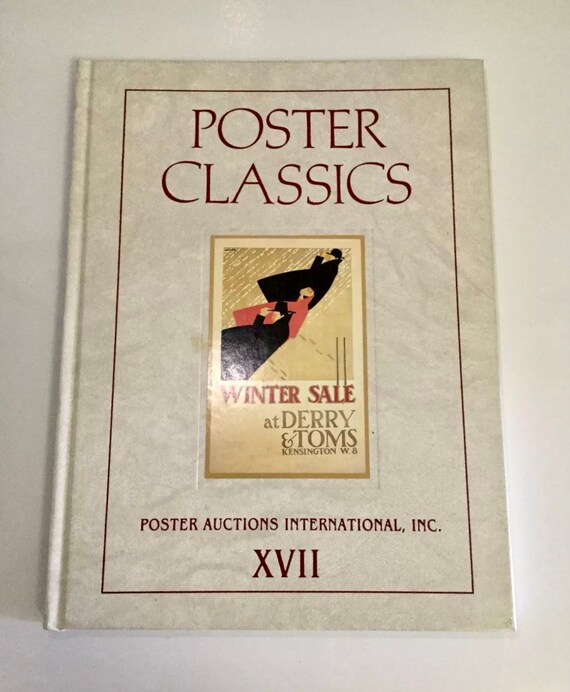 POSTER
CLASSICS
WINTER SALE
at DERRY
& TOMS
KENSINGTON W.8
POSTER AUCTIONS INTERNATIONAL, INC.
XVII